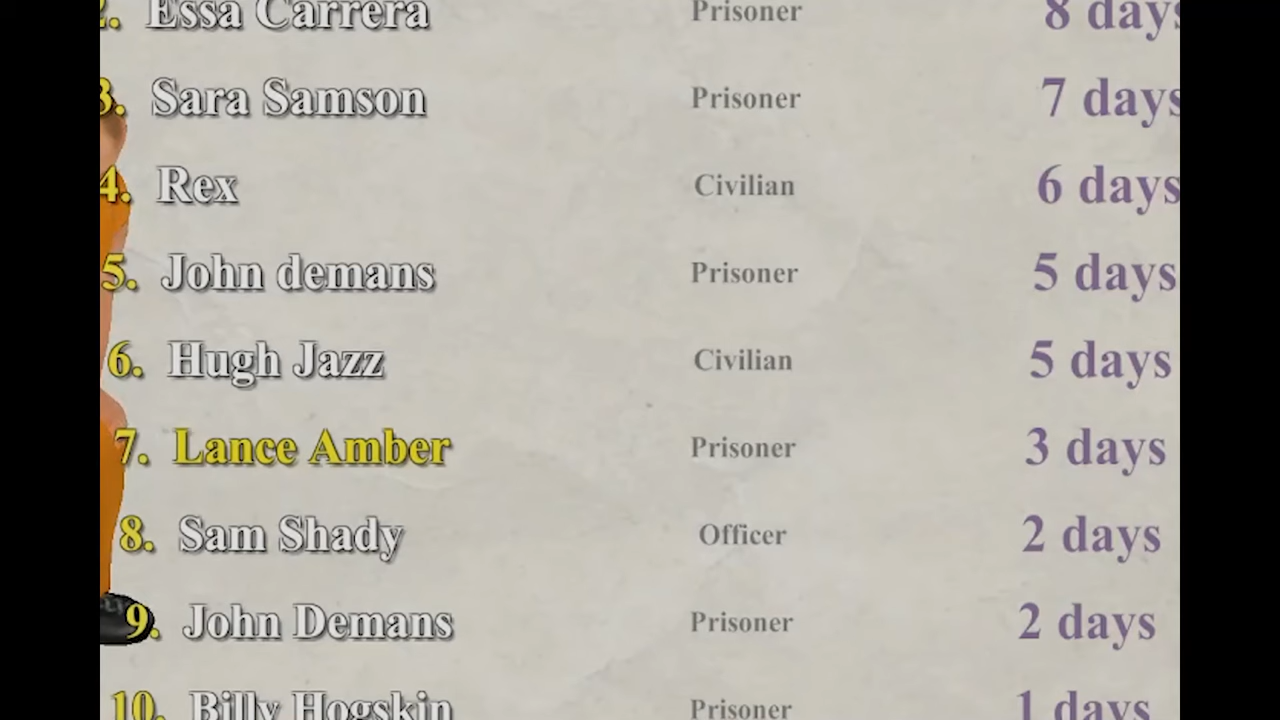 2. Essa Carrera Prisoner 8 days
3. Sara Samson Prisoner 7 days
4. Rex Civilian 6 days
5. John demans Prisoner 5 days
6. Hugh Jazz Civilian 5 days
7. Lance Amber Prisoner 3 days
8. Sam Shady Officer 2 days
9. John Demans Prisoner 2 days
10. Billy Hogskin Prisoner 1 days